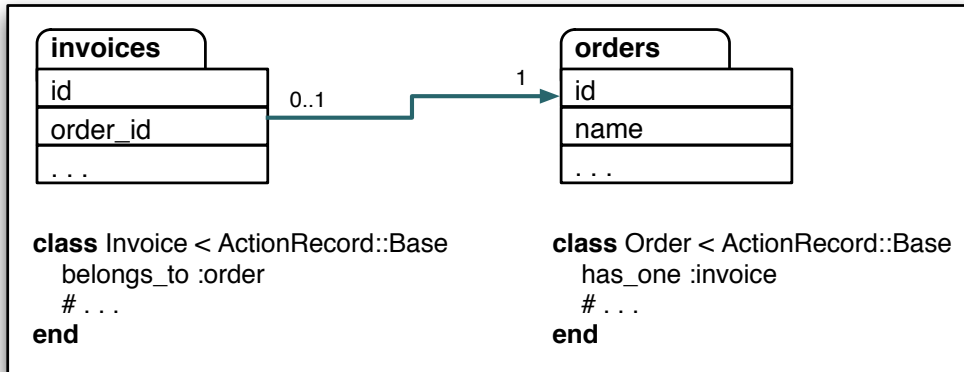 invoices
id
order_id
. . .
0..1
1
orders
id
name
. . .
class Invoice < ActionRecord::Base
belongs_to :order
# . . .
end
class Order < ActionRecord::Base
has_one :invoice
# . . .
end